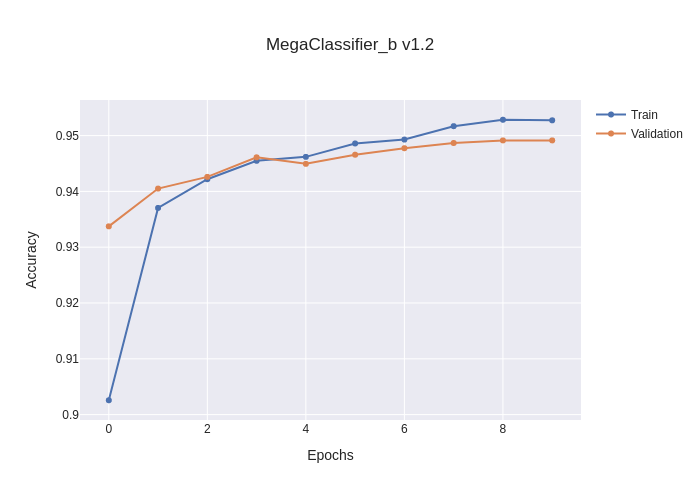 MegaClassifier_b v1.2
Train
Validation
0.95
0.94
0.93
0.92
0.91
0.9
Accuracy
0 2 4 6 8
Epochs